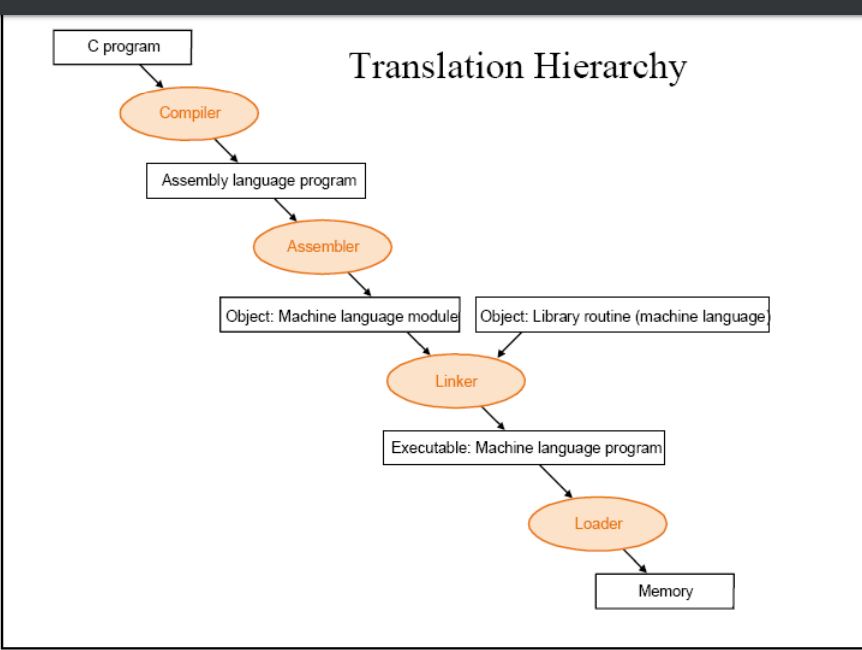 C program
Translation Hierarchy
Compiler
Assembly language program
Assembler
Object: Machine language module
Object: Library routine (machine language)
Linker
Executable: Machine language program
Loader
Memory